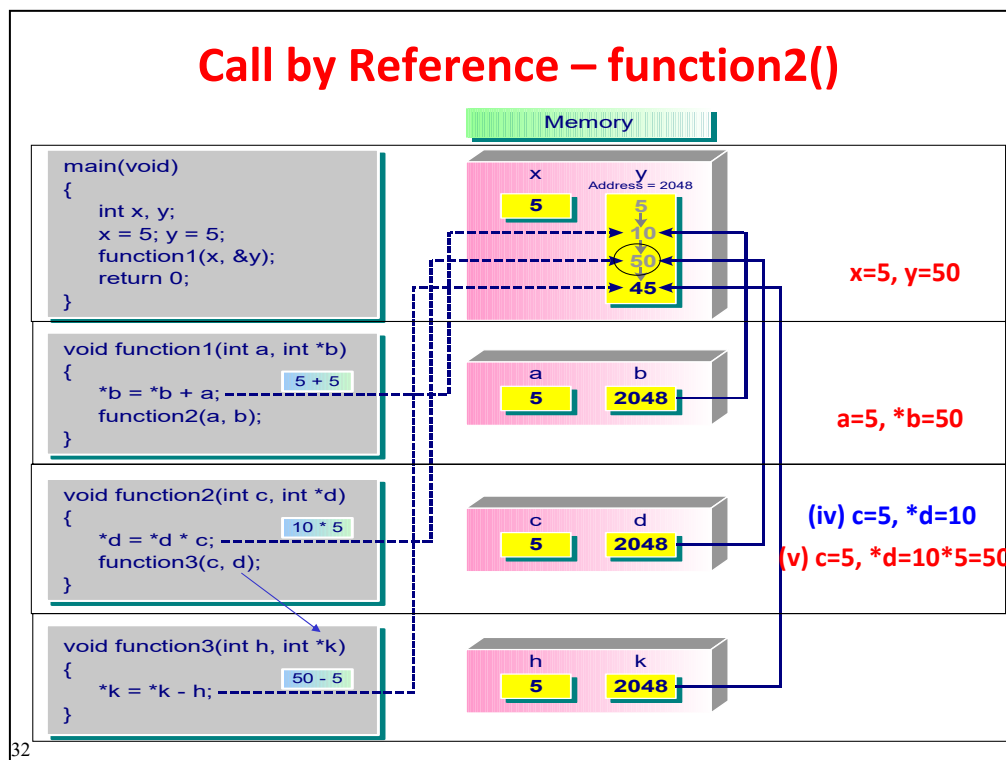 Call by Reference – function2()
Memory
main(void)
{
int x, y;
x = 5; y = 5;
function1(x, &y);
return 0;
}
x
y
Address = 2048
5
5
10
50
45
x=5, y=50
void function1(int a, int *b)
{
*b = *b + a;
5 + 5
function2(a, b);
}
a
b
5
2048
a=5, *b=50
void function2(int c, int *d)
{
*d = *d * c;
10 * 5
function3(c, d);
}
c
d
5
2048
(iv) c=5, *d=10
(v) c=5, *d=10*5=50
void function3(int h, int *k)
{
*k = *k - h;
50 - 5
}
h
k
5
2048
32